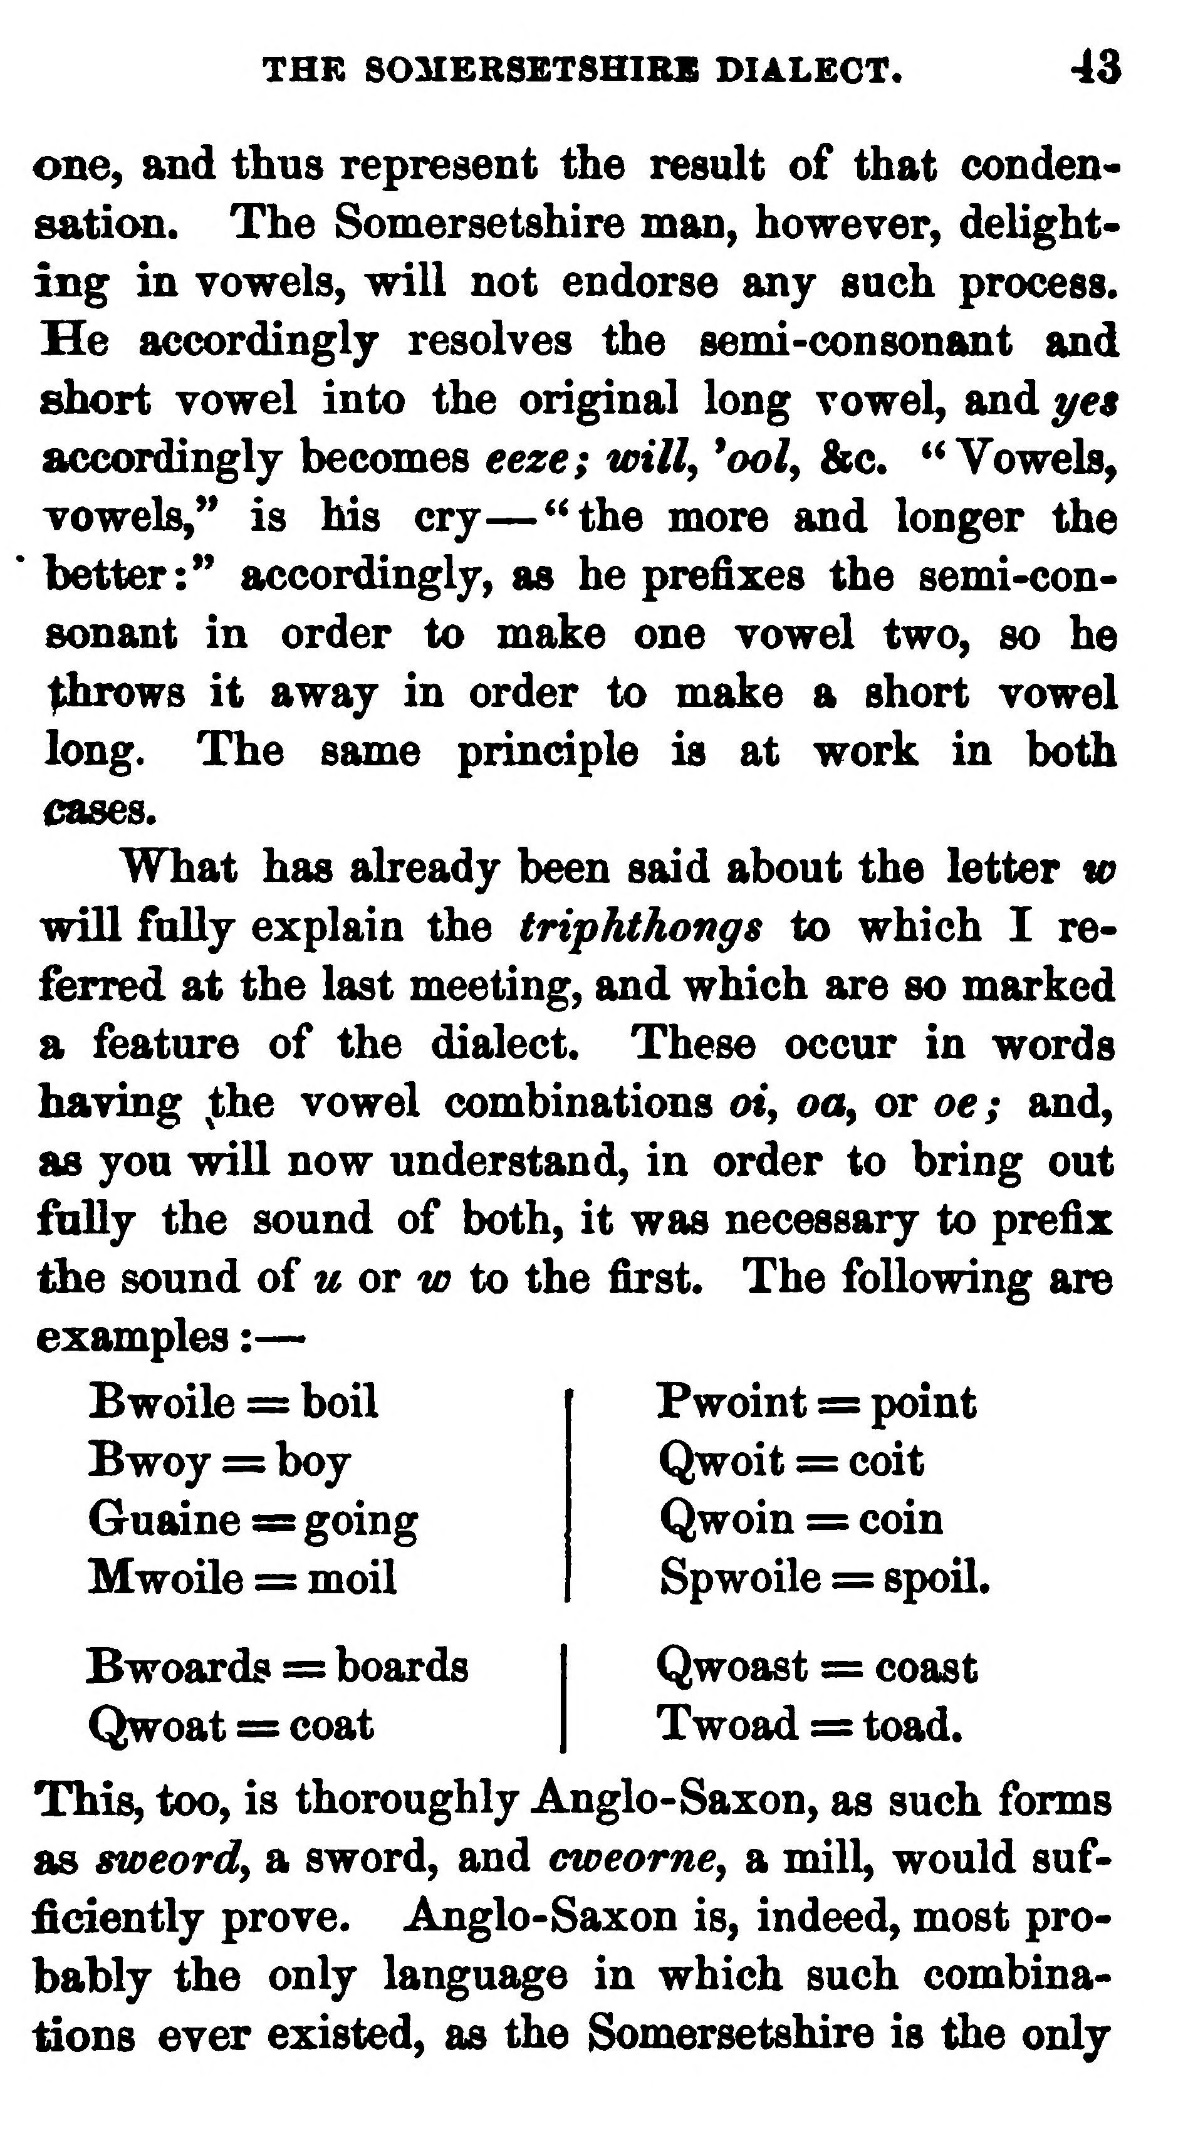 THE SOMERSETSHIRE DIALECT. 43
one, and thus represent the result of that conden-
sation. The Somersetshire man, however, delight-
ing in vowels, will not endorse any such process.
He accordingly resolves the semi-consonant and
short vowel into the original long vowel, and yes
accordingly becomes eeze; will, 'ool, &c. “Vowels,
vowels,” is his cry—“the more and longer the
better:” accordingly, as he prefixes the semi-con-
sonant in order to make one vowel two, so he
throws it away in order to make a short vowel
long. The same principle is at work in both
cases.
What has already been said about the letter w
will fully explain the triphthongs to which I re-
ferred at the last meeting, and which are so marked
a feature of the dialect. These occur in words
having the vowel combinations oi, oa, or oe; and,
as you will now understand, in order to bring out
fully the sound of both, it was necessary to prefix
the sound of u or w to the first. The following are
examples:—
Bwoile = boil
Bwoy = boy
Guaine = going
Mwoile = moil
Pwoint = point
Qwoit = coit
Qwoin = coin
Spwoile = spoil.
Bwoards = boards
Qwoat = coat
Qwoast = coast
Twoad = toad.
This, too, is thoroughly Anglo-Saxon, as such forms
as sweord, a sword, and cweorne, a mill, would suf-
ficiently prove. Anglo-Saxon is, indeed, most pro-
bably the only language in which such combina-
tions ever existed, as the Somersetshire is the only